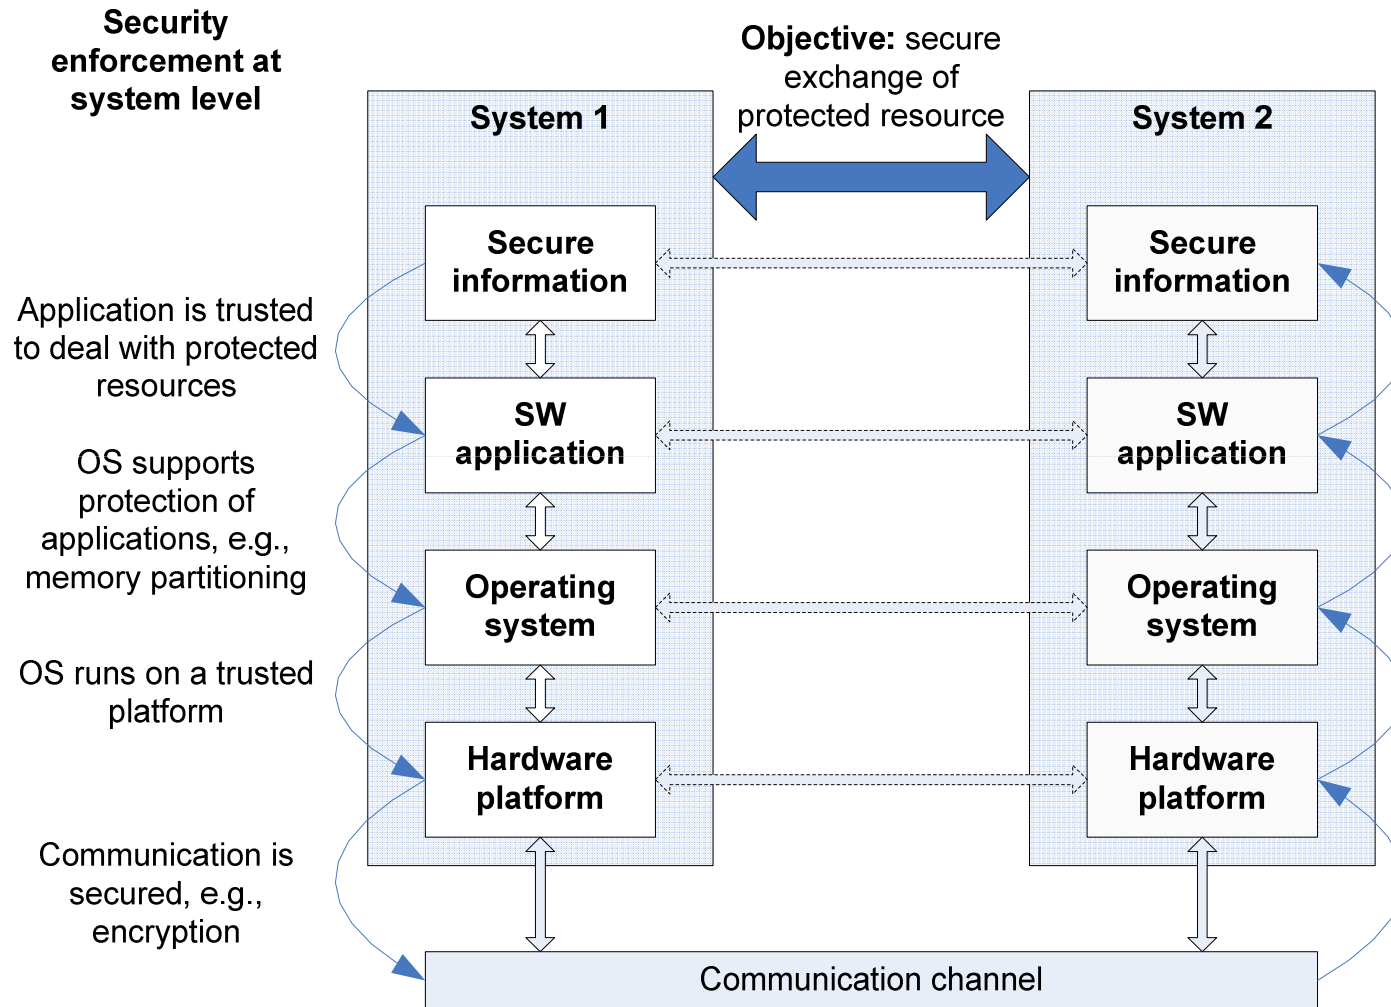 Security
enforcement at
system level
Objective: secure
exchange of
protected resource
System 1
System 2
Secure
information
Secure
information
Application is trusted
to deal with protected
resources
SW
application
SW
application
OS supports
protection of
applications, e.g.,
memory partitioning
Operating
system
Operating
system
OS runs on a trusted
platform
Hardware
platform
Hardware
platform
Communication is
secured, e.g.,
encryption
Communication channel